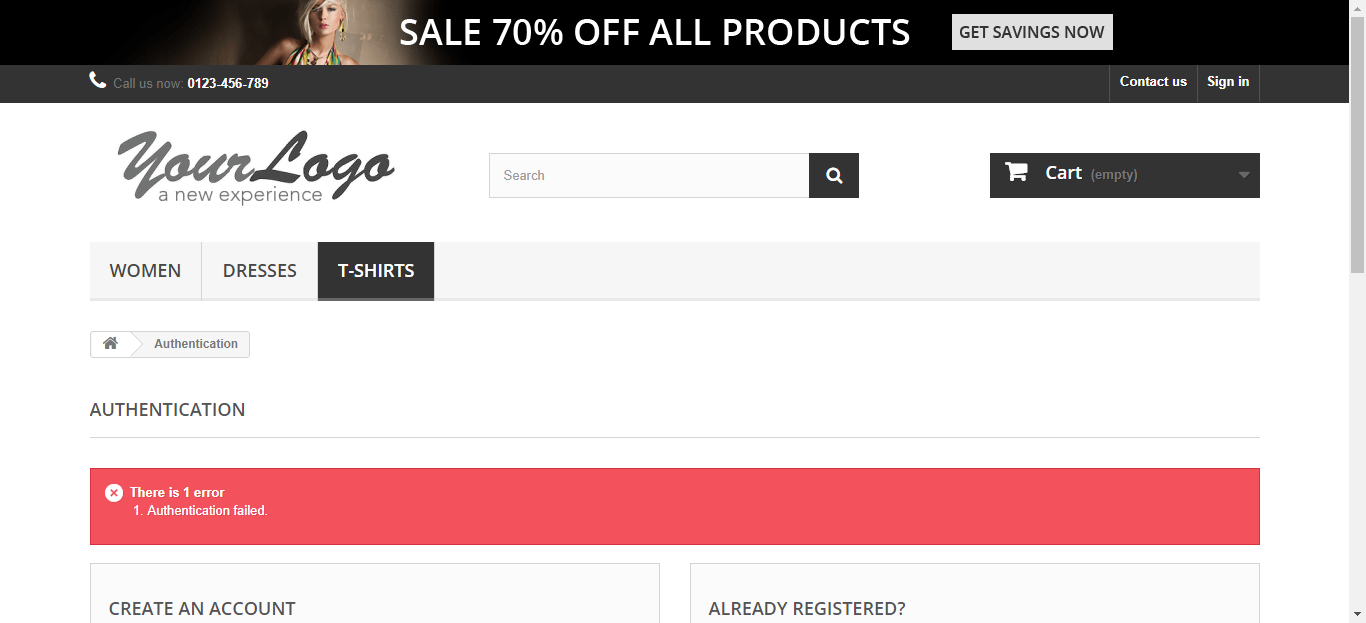 SALE 70% OFF ALL PRODUCTS GET SAVINGS NOW
Call us now: 0123-456-789 Contact us Sign in
YourLogo
a new experience
Search
Cart (empty)
WOMEN DRESSES T-SHIRTS
Authentication
AUTHENTICATION
There is 1 error
1. Authentication failed.
CREATE AN ACCOUNT
ALREADY REGISTERED?